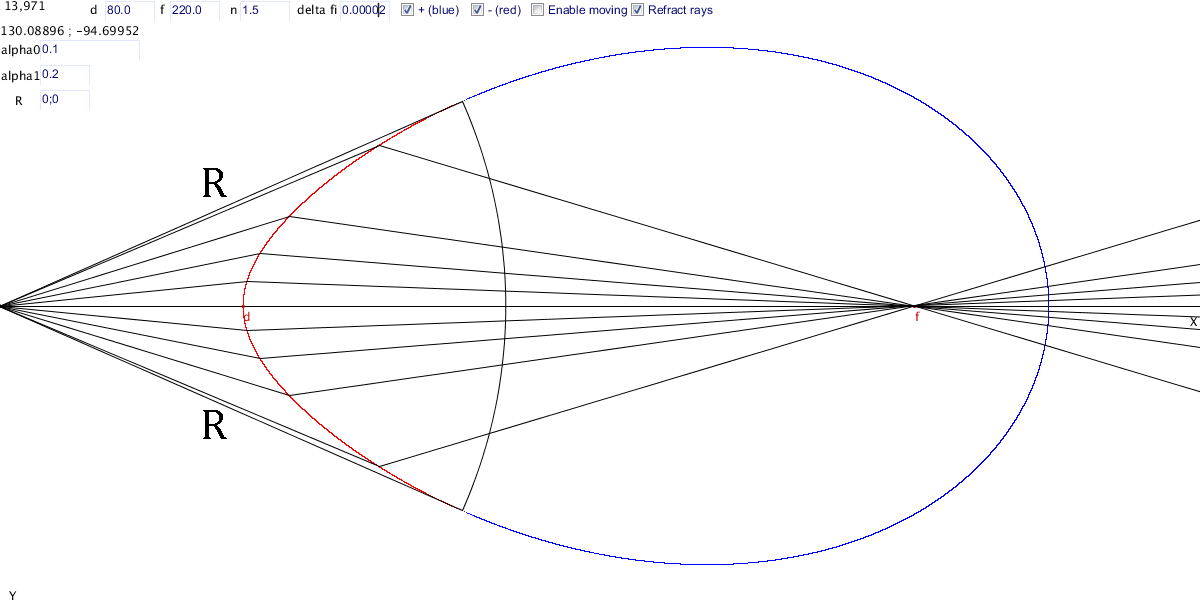 13,971
d 80.0 f 220.0 n 1.5 delta fi 0.00002 + (blue) - (red) Enable moving Refract rays
130.08896 ; -94.69952
alpha0 0.1
alpha1 0.2
R 0;0
R
d f
X
R
Y